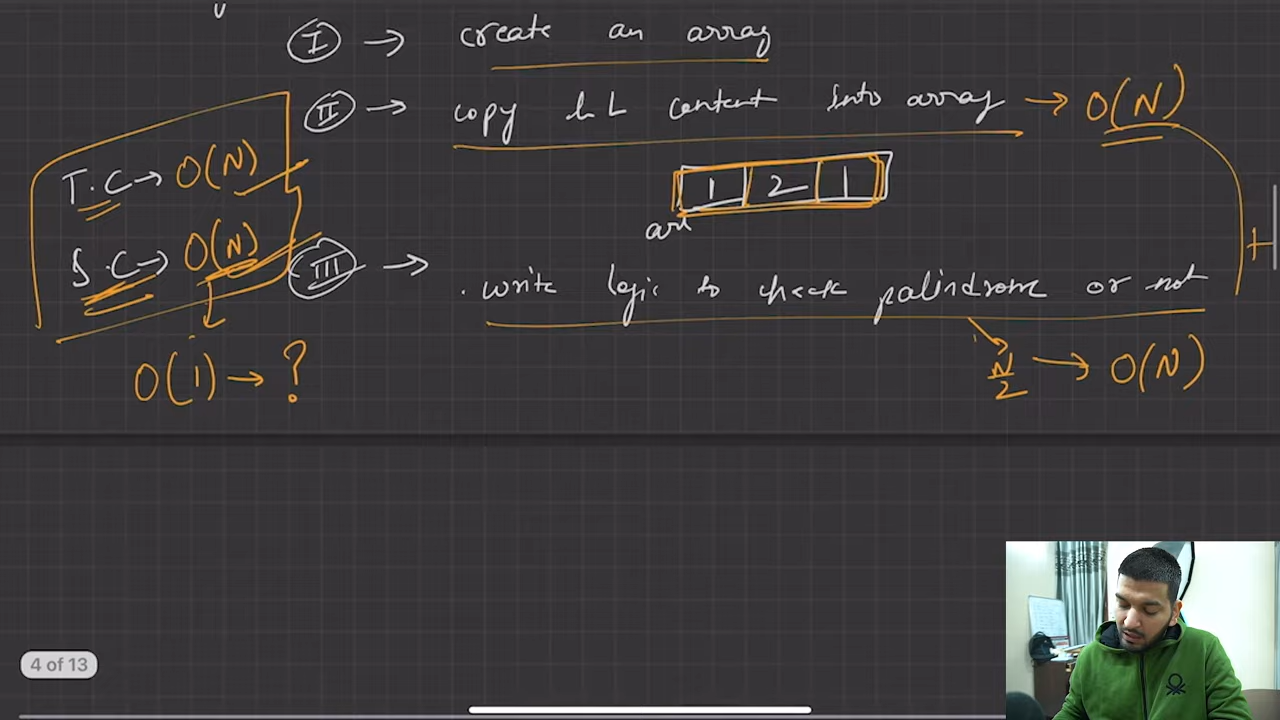 I → create an array
II → copy LL content into array → O(N)
T.C → O(N)
1 2 1
arr
S.C → O(N)
III →
. write logic to check palindrome or not
+
O(1) → ?
N/2 → O(N)
4 of 13